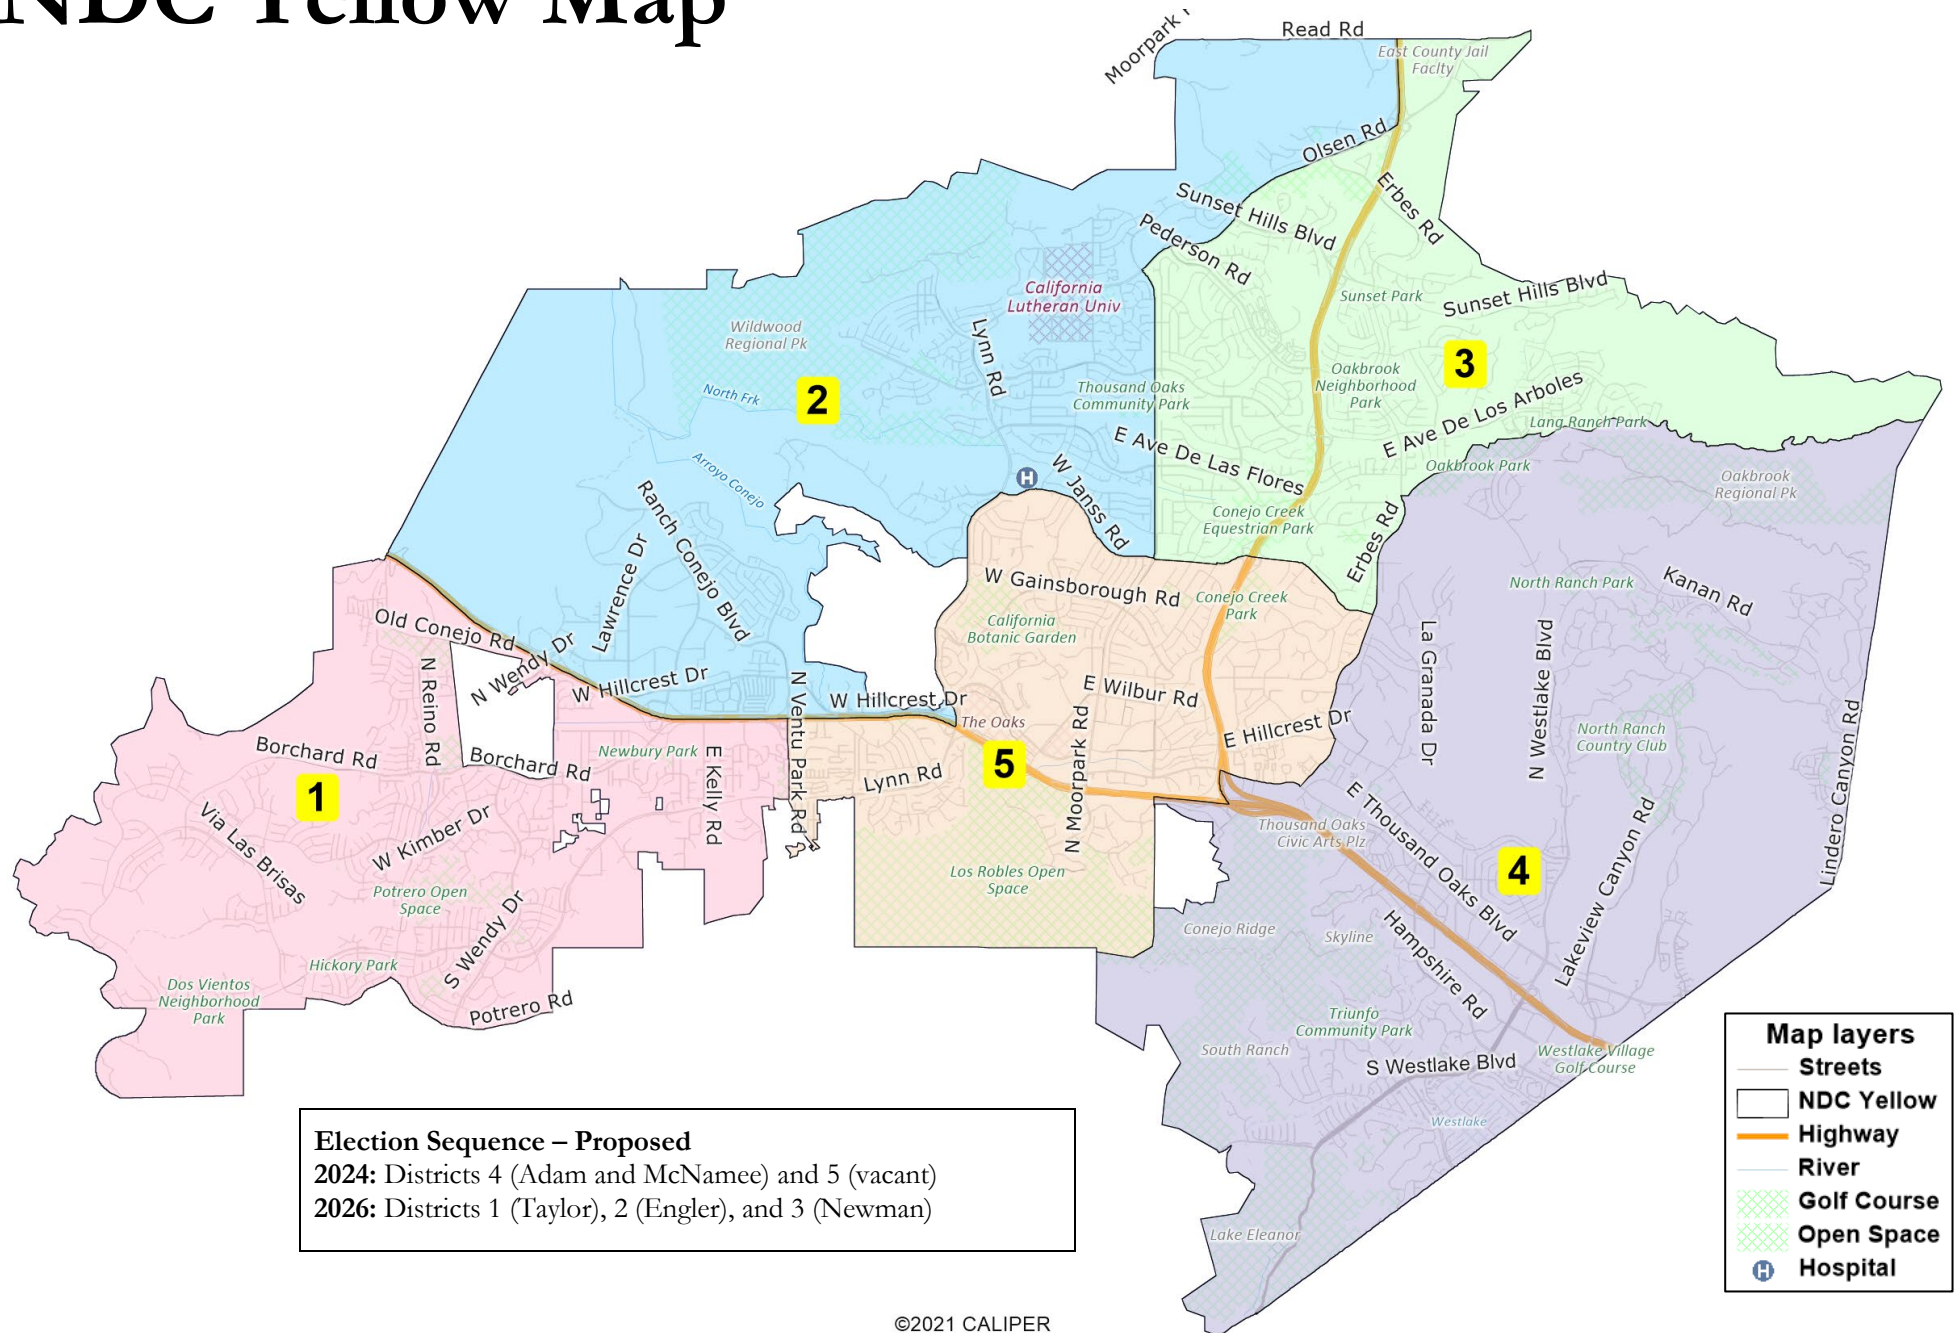 NDC Yellow Map
Read Rd
East County Jail
Faclty
Olsen Rd
Erbes Rd
Sunset Hills Blvd
Pederson Rd
California
Lutheran Univ
Sunset Park
Sunset Hills Blvd
Wildwood
Regional Pk
Lynn Rd
3
North Frk
2
Thousand Oaks
Community Park
Oakbrook
Neighborhood
Park
E Ave De Los Arboles
Lang Ranch Park
E Ave De Las Flores
Oakbrook Park
Oakbrook
Regional Pk
Arroyo Conejo
H
W Janss Rd
Ranch Conejo Blvd
Conejo Creek
Equestrian Park
Erbes Rd
Lawrence Dr
W Gainsborough Rd
Conejo Creek
Park
North Ranch Park
Kanan Rd
California
Botanic Garden
Old Conejo Rd
N Wendy Dr
N Reino Rd
W Hillcrest Dr
N Ventu Park Rd
W Hillcrest Dr
E Wilbur Rd
La Granada Dr
N Westlake Blvd
The Oaks
E Hillcrest Dr
North Ranch
Country Club
Lindero Canyon Rd
Borchard Rd
Borchard Rd
Newbury Park
E Kelly Rd
Lynn Rd
5
N Moorpark Rd
1
Via Las Brisas
W Kimber Dr
Thousand Oaks
Civic Arts Plz
E Thousand Oaks Blvd
4
Lakeview Canyon Rd
Potrero Open
Space
Los Robles Open
Space
S Wendy Dr
Conejo Ridge
Skyline
Hampshire Rd
Hickory Park
Dos Vientos
Neighborhood
Park
Potrero Rd
Triunfo
Community Park
South Ranch
S Westlake Blvd
Westlake Village
Golf Course
Westlake
Lake Eleanor
Moorpark
Election Sequence – Proposed
2024: Districts 4 (Adam and McNamee) and 5 (vacant)
2026: Districts 1 (Taylor), 2 (Engler), and 3 (Newman)
Map layers
Streets
NDC Yellow
Highway
River
Golf Course
Open Space
H Hospital
©2021 CALIPER